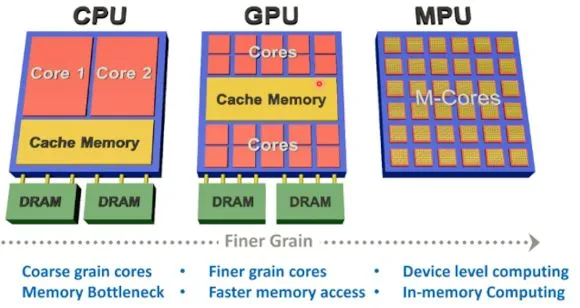 CPU
GPU
MPU
Core 1
Core 2
Cache Memory
DRAM
DRAM
Cores
Cache Memory
Cores
DRAM
DRAM
M-Cores
Finer Grain
Coarse grain cores
Memory Bottleneck
• Finer grain cores
• Faster memory access
• Device level computing
• In-memory Computing